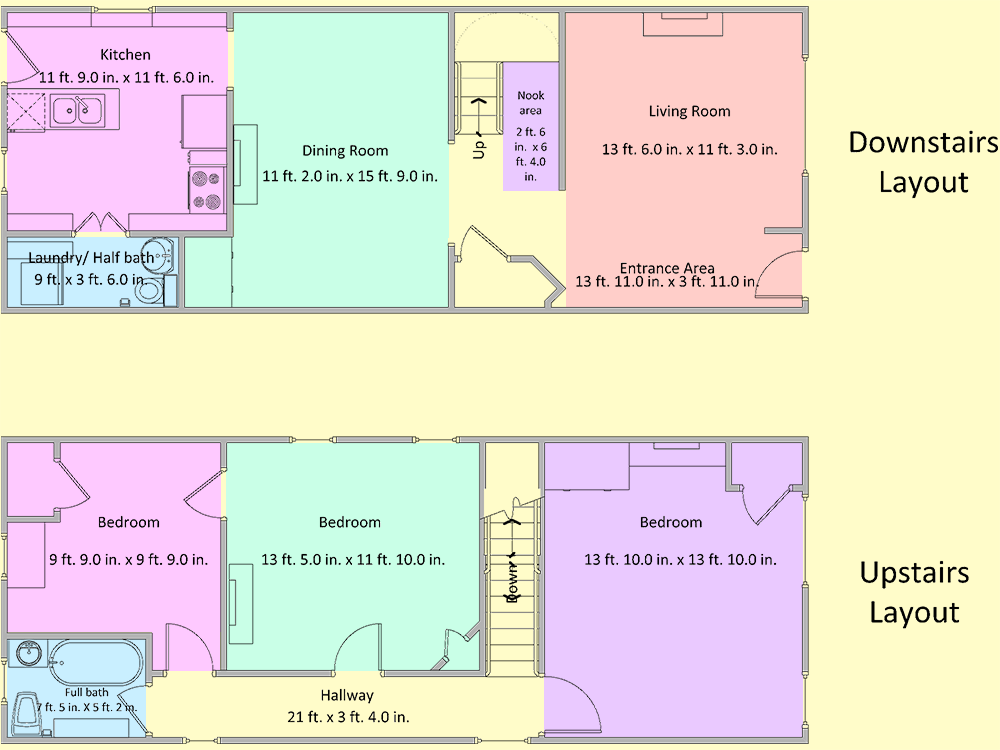 Kitchen
11 ft. 9.0 in. x 11 ft. 6.0 in.
Dining Room
11 ft. 2.0 in. x 15 ft. 9.0 in.
Up
Nook
area
2 ft. 6
in. x 6
ft. 4.0
in.
Living Room
13 ft. 6.0 in. x 11 ft. 3.0 in.
Laundry/ Half bath
9 ft. x 3 ft. 6.0 in.
Entrance Area
13 ft. 11.0 in. x 3 ft. 11.0 in.
Downstairs
Layout
Bedroom
9 ft. 9.0 in. x 9 ft. 9.0 in.
Bedroom
13 ft. 5.0 in. x 11 ft. 10.0 in.
Down
Bedroom
13 ft. 10.0 in. x 13 ft. 10.0 in.
Full bath
7 ft. 5 in. X 5 ft. 2 in.
Hallway
21 ft. x 3 ft. 4.0 in.
Upstairs
Layout